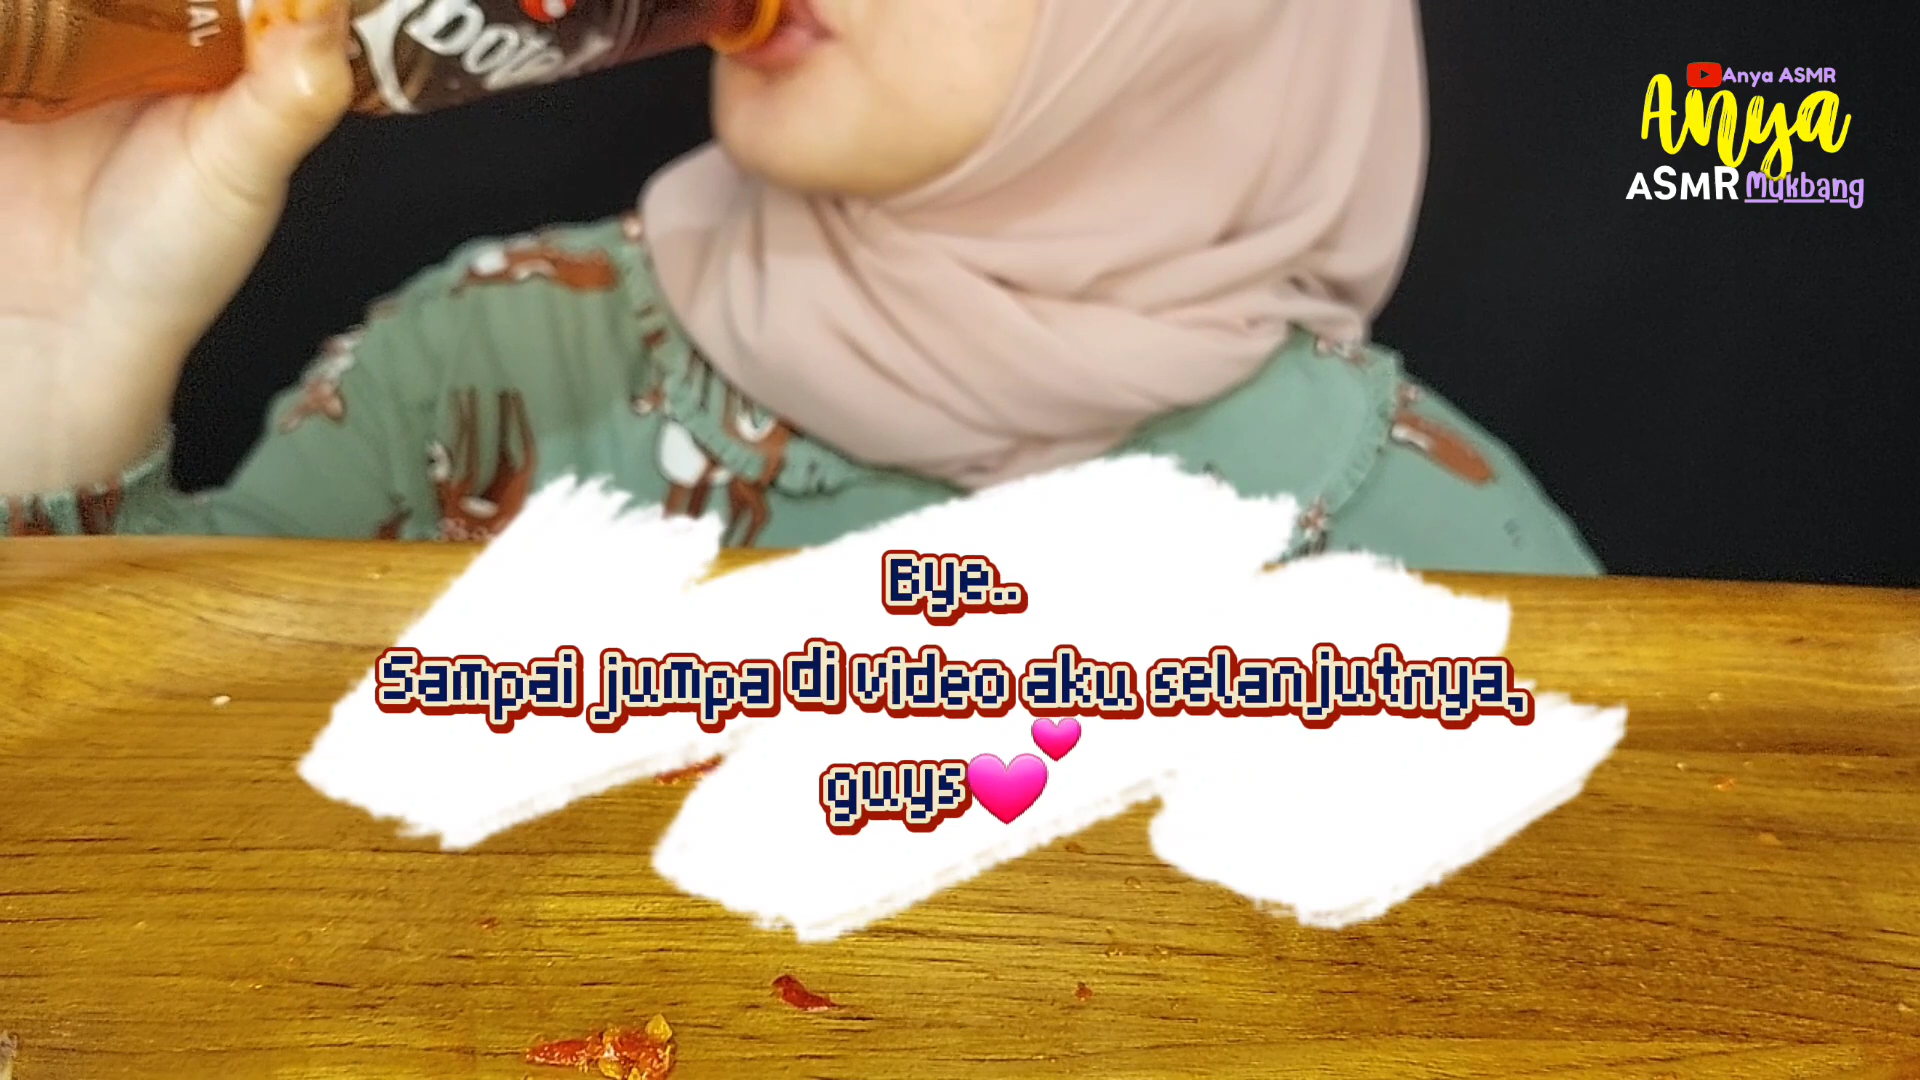 Anya ASMR
Anya
ASMR Mukbang
Bye..
Sampai jumpa di video aku selanjutnya,
guys💕